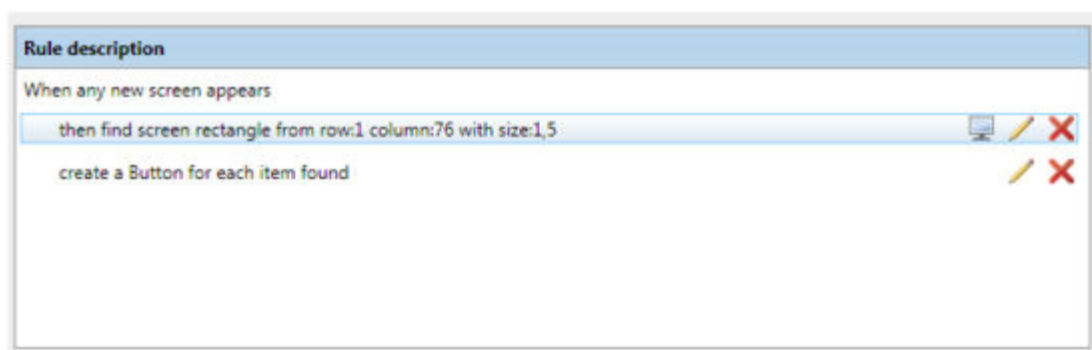 Rule description
When any new screen appears
then find screen rectangle from row:1 column:76 with size:1,5
create a Button for each item found